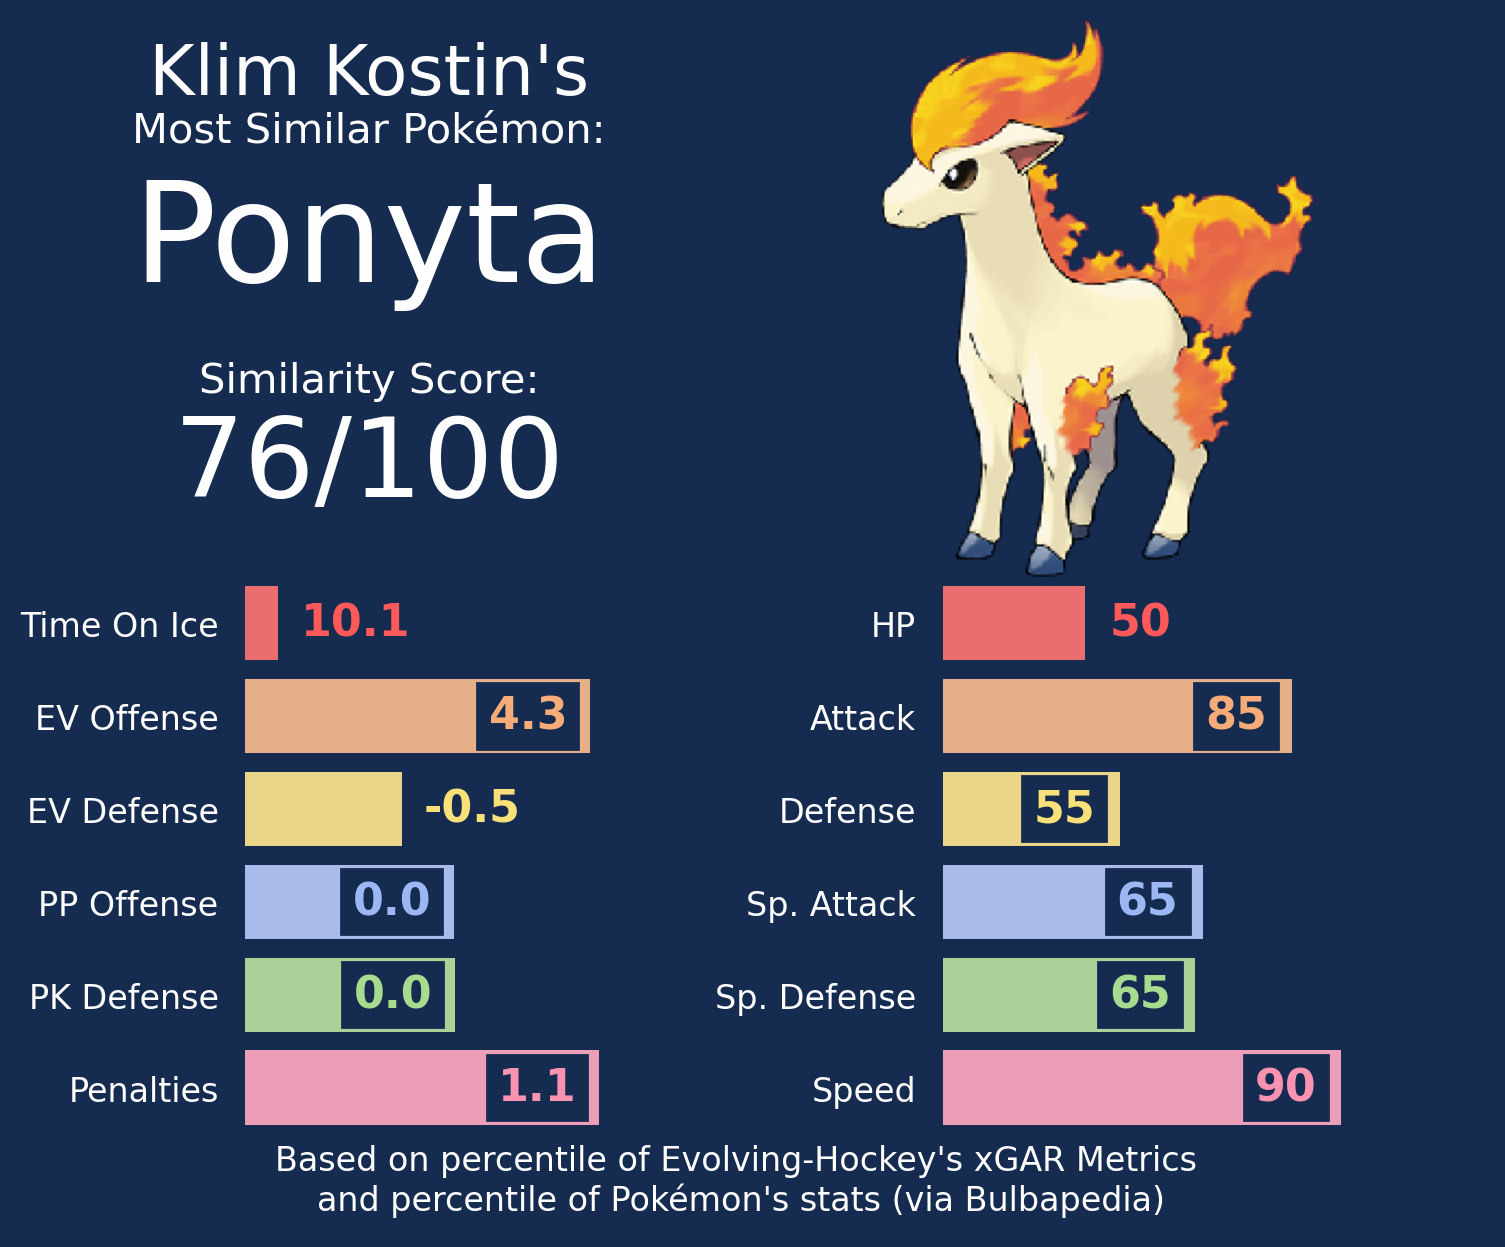 Klim Kostin's
Most Similar Pokémon:
Ponyta
Similarity Score:
76/100
Time On Ice 10.1
EV Offense 4.3
EV Defense -0.5
PP Offense 0.0
PK Defense 0.0
Penalties 1.1
HP 50
Attack 85
Defense 55
Sp. Attack 65
Sp. Defense 65
Speed 90
Based on percentile of Evolving-Hockey's xGAR Metrics
and percentile of Pokémon's stats (via Bulbapedia)